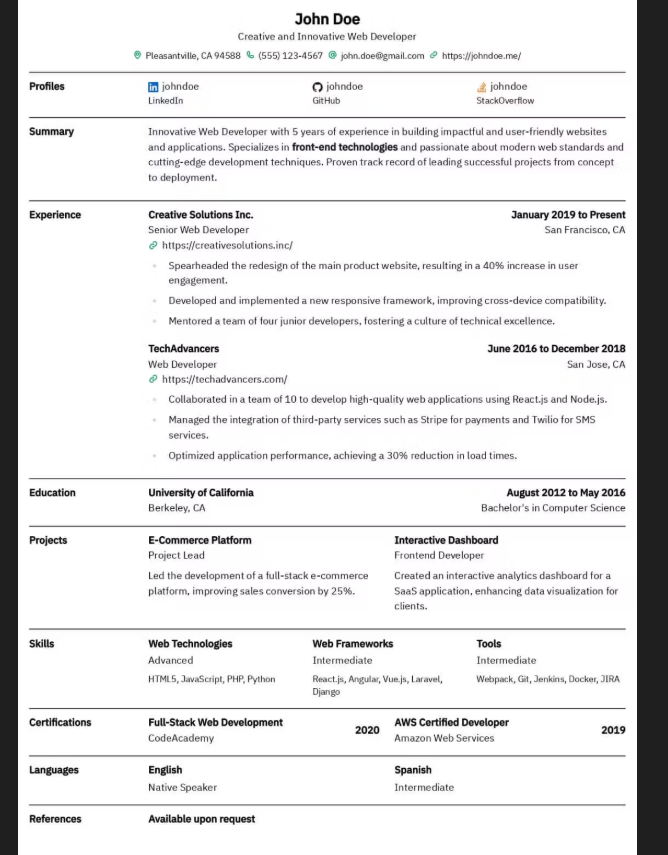 John Doe
Creative and Innovative Web Developer
Pleasantville, CA 94588 (555) 123-4567 john.doe@gmail.com https://johndoe.me/
Profiles
johndoe
LinkedIn
johndoe
GitHub
johndoe
StackOverflow
Summary
Innovative Web Developer with 5 years of experience in building impactful and user-friendly websites
and applications. Specializes in front-end technologies and passionate about modern web standards and
cutting-edge development techniques. Proven track record of leading successful projects from concept
to deployment.
Experience
Creative Solutions Inc. January 2019 to Present
Senior Web Developer San Francisco, CA
https://creativesolutions.inc/
Spearheaded the redesign of the main product website, resulting in a 40% increase in user
engagement.
Developed and implemented a new responsive framework, improving cross-device compatibility.
Mentored a team of four junior developers, fostering a culture of technical excellence.
TechAdvancers June 2016 to December 2018
Web Developer San Jose, CA
https://techadvancers.com/
Collaborated in a team of 10 to develop high-quality web applications using React.js and Node.js.
Managed the integration of third-party services such as Stripe for payments and Twilio for SMS
services.
Optimized application performance, achieving a 30% reduction in load times.
Education
University of California August 2012 to May 2016
Berkeley, CA Bachelor's in Computer Science
Projects
E-Commerce Platform
Project Lead
Led the development of a full-stack e-commerce
platform, improving sales conversion by 25%.
Interactive Dashboard
Frontend Developer
Created an interactive analytics dashboard for a
SaaS application, enhancing data visualization for
clients.
Skills
Web Technologies
Advanced
HTML5, JavaScript, PHP, Python
Web Frameworks
Intermediate
React.js, Angular, Vue.js, Laravel,
Django
Tools
Intermediate
Webpack, Git, Jenkins, Docker, JIRA
Certifications
Full-Stack Web Development
CodeAcademy
2020
AWS Certified Developer
Amazon Web Services
2019
Languages
English
Native Speaker
Spanish
Intermediate
References
Available upon request